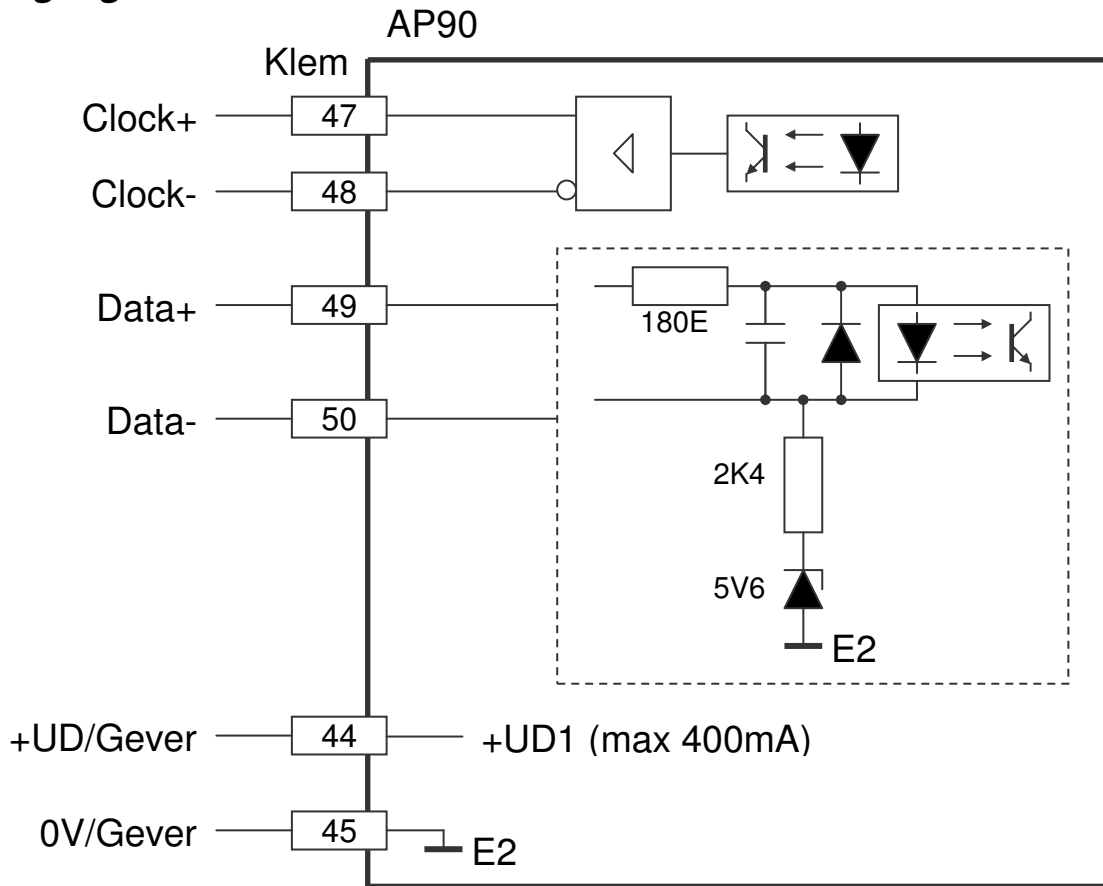 AP90
Klem
Clock+ 47
Clock- 48
Data+ 49
180E
Data- 50
2K4
5V6
E2
+UD/Gever 44 +UD1 (max 400mA)
0V/Gever 45 E2